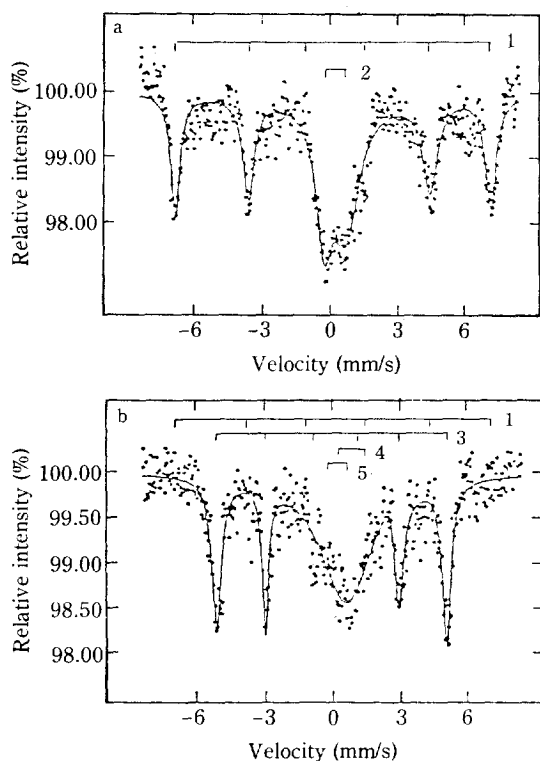 a
1
2
100.00
99.00
98.00
Relative intensity (%)
-6 -3 0 3 6
Velocity (mm/s)
b
1
3
4
5
100.00
99.50
99.00
98.50
98.00
Relative intensity (%)
-6 -3 0 3 6
Velocity (mm/s)